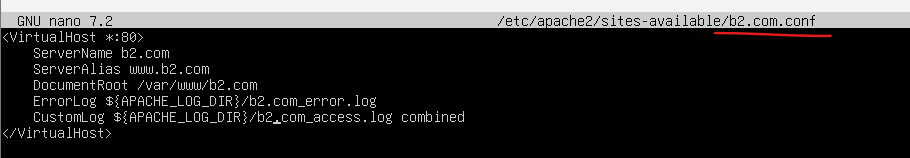 GNU nano 7.2 /etc/apache2/sites-available/b2.com.conf
<VirtualHost *:80>
    ServerName b2.com
    ServerAlias www.b2.com
    DocumentRoot /var/www/b2.com
    ErrorLog ${APACHE_LOG_DIR}/b2.com_error.log
    CustomLog ${APACHE_LOG_DIR}/b2.com_access.log combined
</VirtualHost>